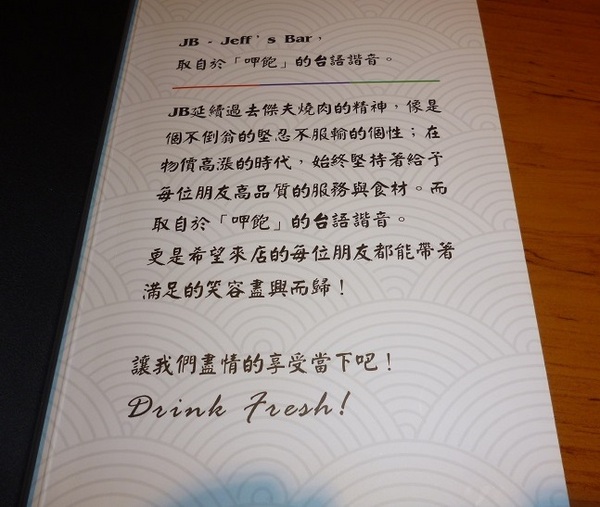 JB - Jeff's Bar，
取自於「呷飽」的台語諧音。
JB延續過去傑夫燒肉的精神，像是
個不倒翁的堅忍不服輸的個性；在
物價高漲的時代，始終堅持著給予
每位朋友高品質的服務與食材。而
取自於「呷飽」的台語諧音。
更是希望來店的每位朋友都能帶著
滿足的笑容盡興而歸！
讓我們盡情的享受當下吧！
Drink Fresh!